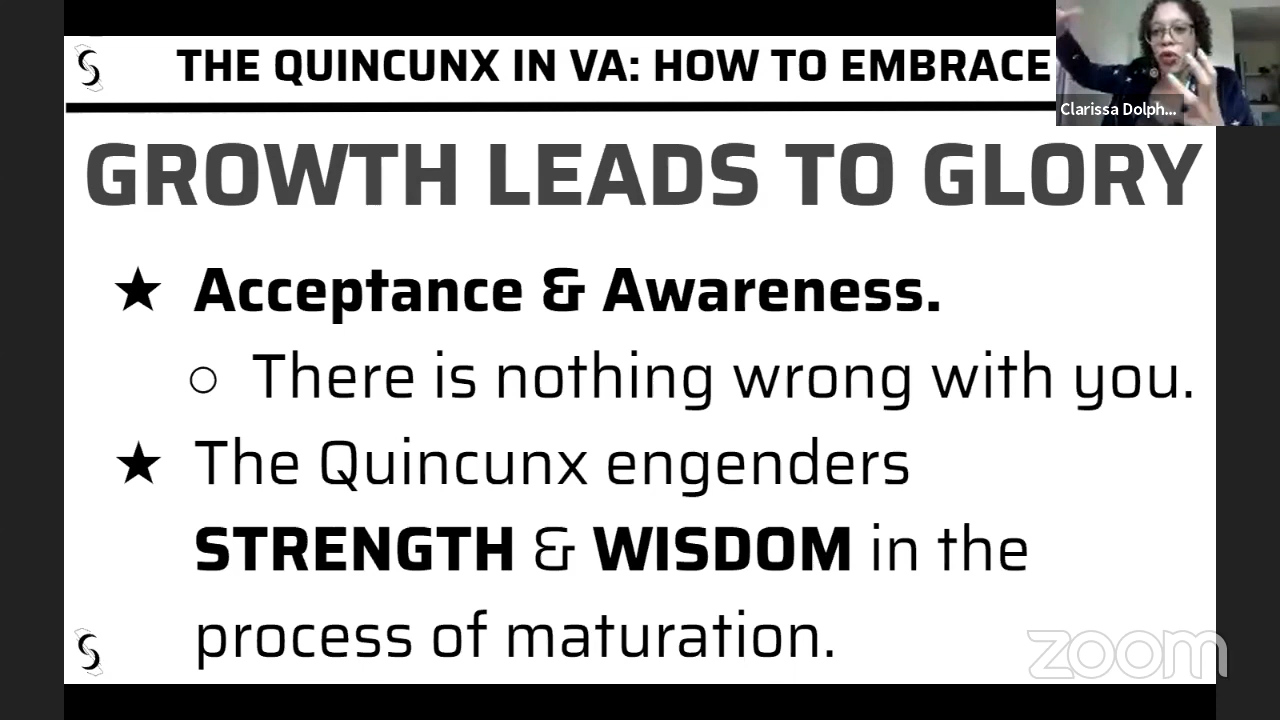 THE QUINCUNX IN VA: HOW TO EMBRACE
Clarissa Dolph...
GROWTH LEADS TO GLORY
★ Acceptance & Awareness.
○ There is nothing wrong with you.
★ The Quincunx engenders
STRENGTH & WISDOM in the
process of maturation.
zoom